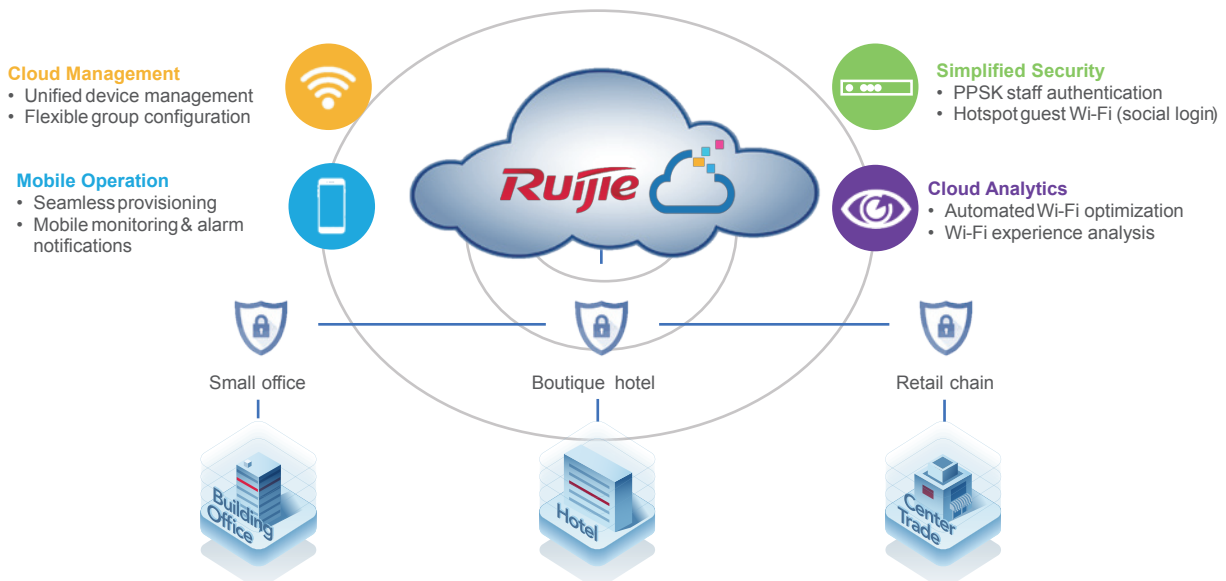 Cloud Management
• Unified device management
• Flexible group configuration
Mobile Operation
• Seamless provisioning
• Mobile monitoring & alarm
notifications
Ruijie
Simplified Security
• PPSK staff authentication
• Hotspot guest Wi-Fi (social login)
Cloud Analytics
• Automated Wi-Fi optimization
• Wi-Fi experience analysis
Small office
Boutique hotel
Retail chain
Building
Office
Hotel
Center
Trade